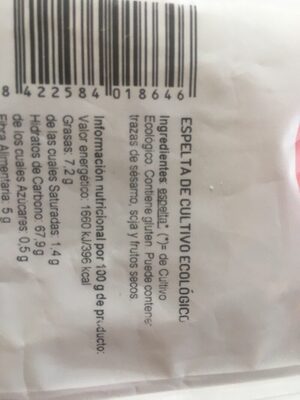 8 422584 018646
ESPELTA DE CULTIVO ECOLÓGICO
Ingredientes: espelta* (*)= de Cultivo
Ecológico. Contiene gluten. Puede contener
trazas de sésamo, soja y frutos secos
Información nutricional por 100 g de producto:
Valor energético: 1660 kJ/396 kcal
Grasas: 7,2 g
de las cuales Saturadas: 1,4 g
Hidratos de Carbono: 67,9 g
de los cuales Azúcares: 0,5 g
Fibra Alimentaria: 5 g